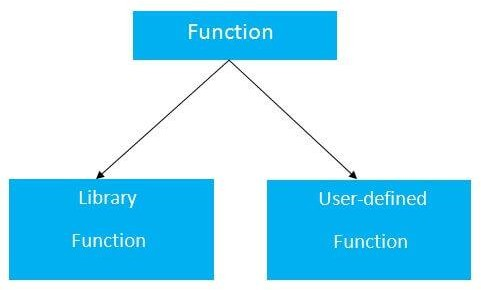 Function
Library
Function
User-defined
Function